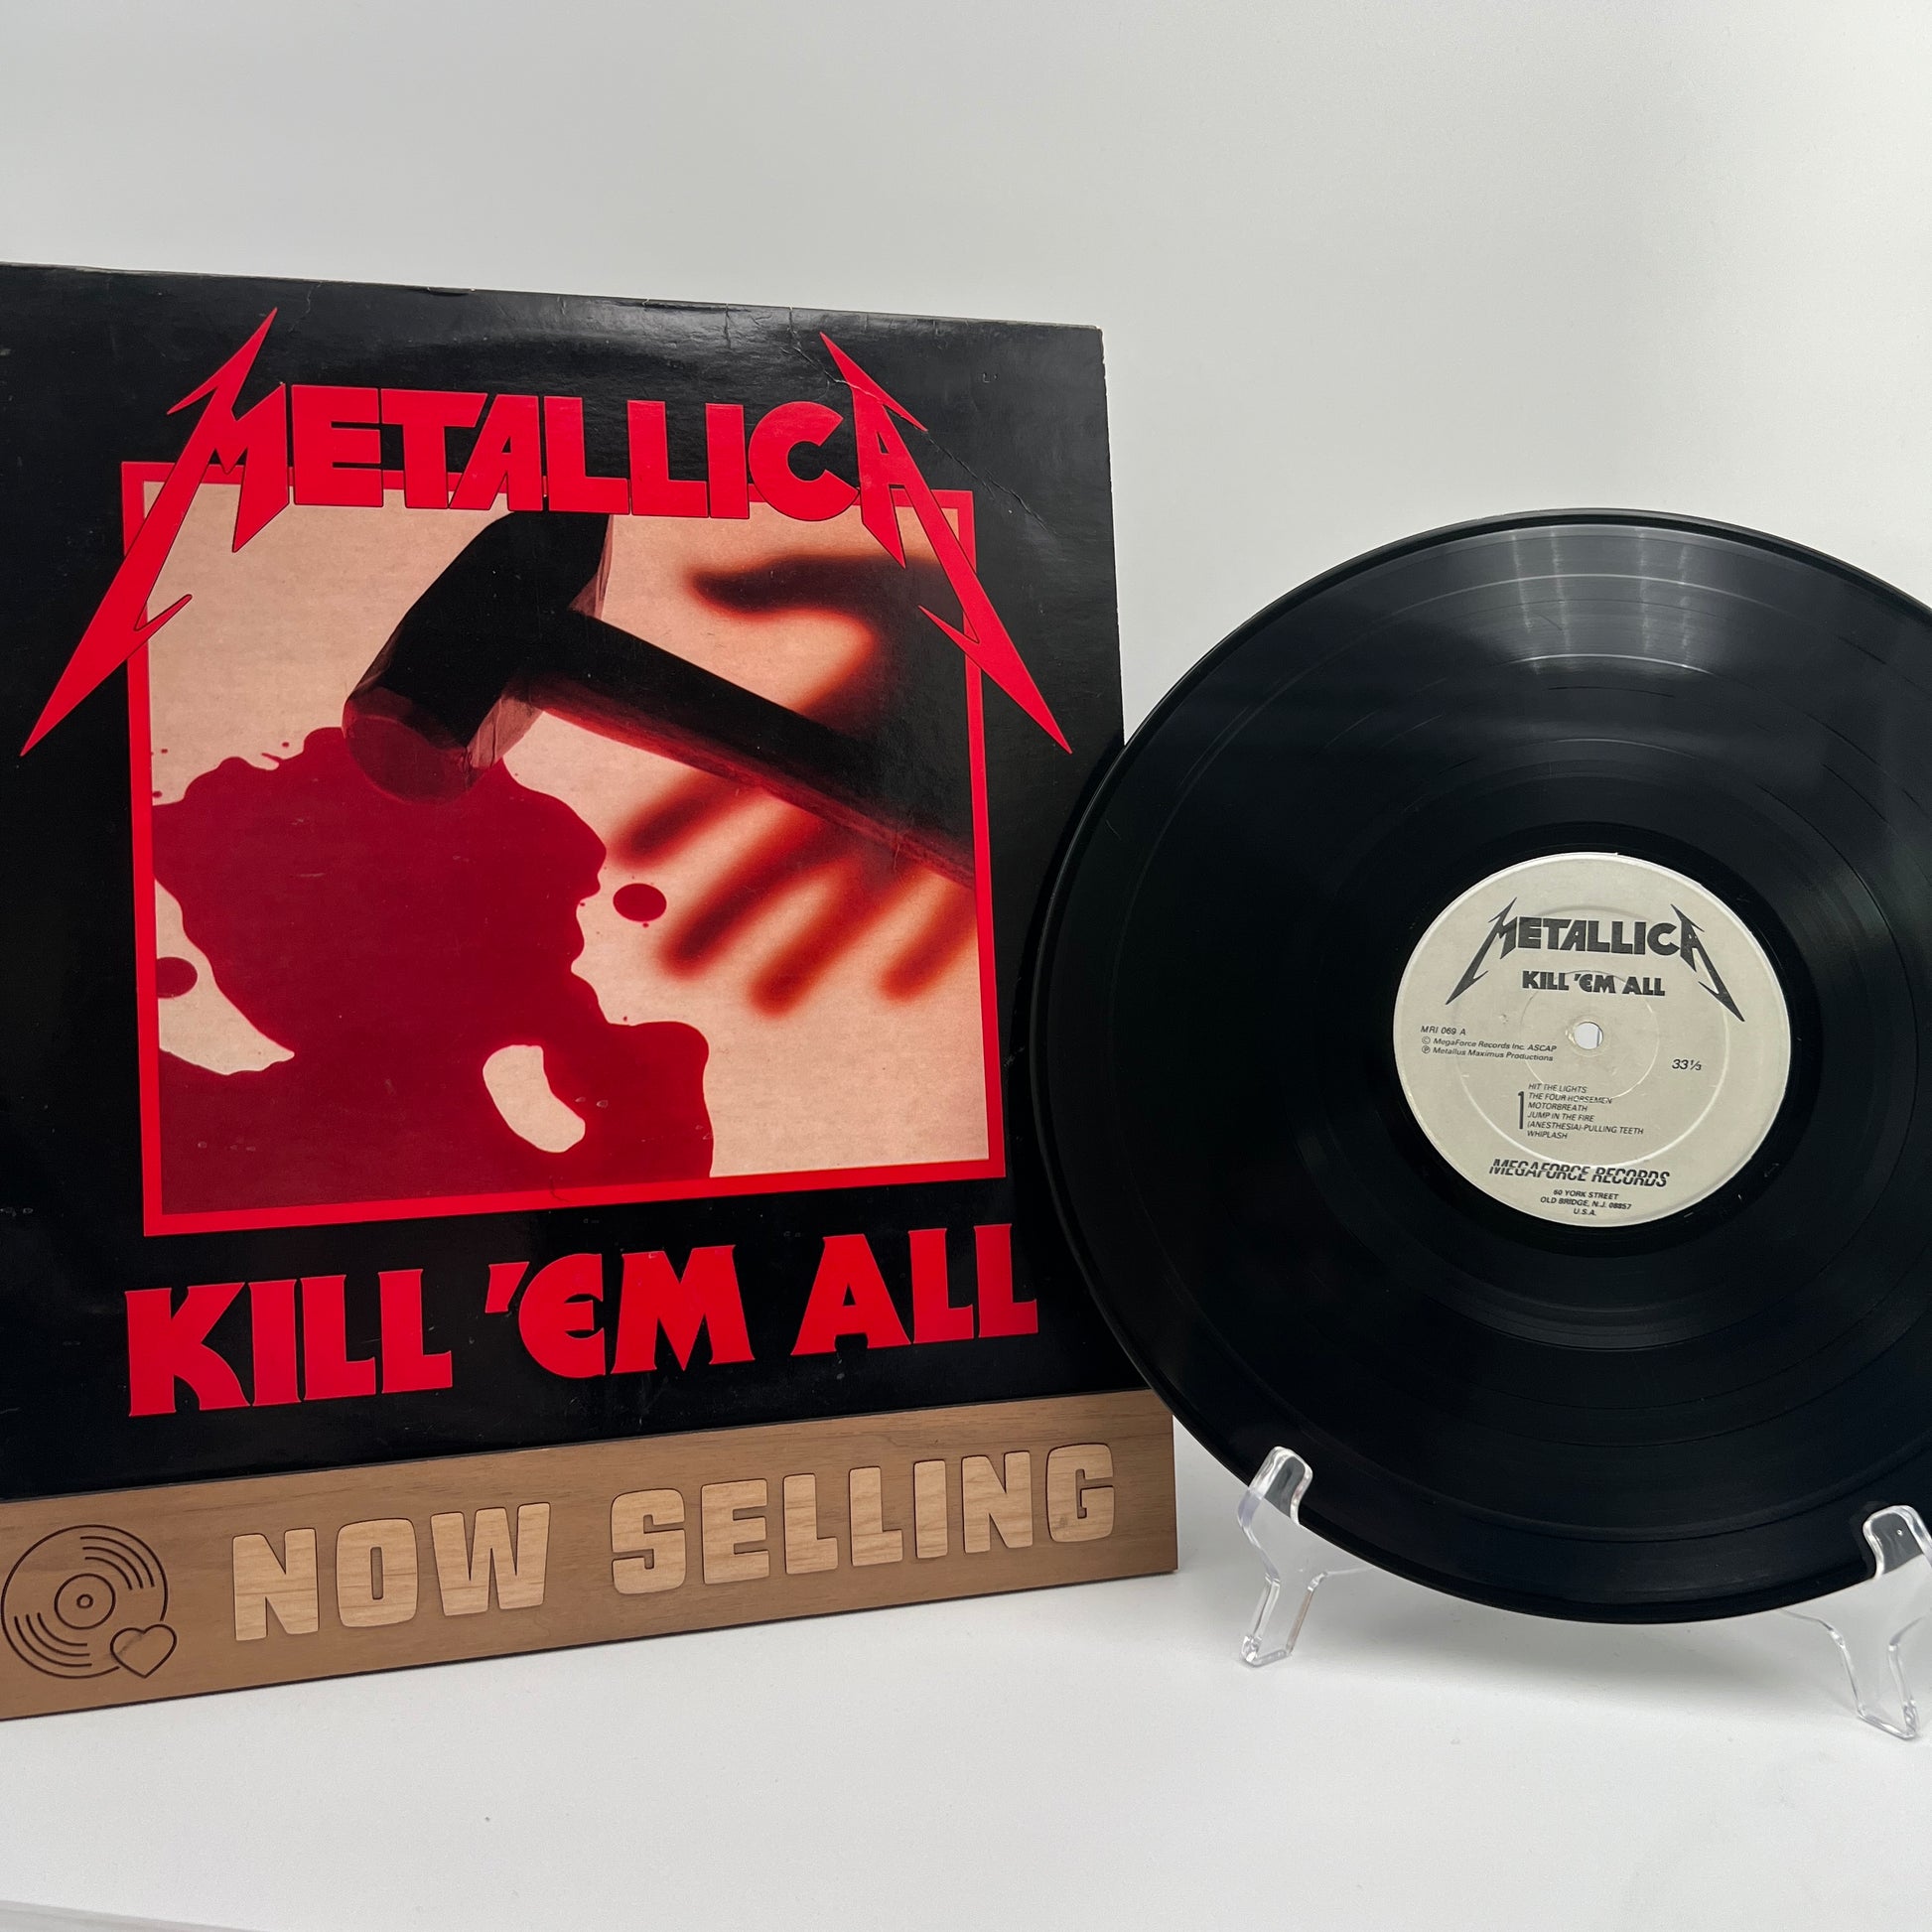 METALLICA
KILL 'EM ALL
NOW SELLING
METALLICA
KILL 'EM ALL
MRI 069 A
© MegaForce Records Inc. ASCAP
℗ Metallus Maximus Productions
33⅓
1
HIT THE LIGHTS
THE FOUR HORSEMEN
MOTORBREATH
JUMP IN THE FIRE
(ANESTHESIA)-PULLING TEETH
WHIPLASH
MEGAFORCE RECORDS
60 YORK STREET
OLD BRIDGE, N.J. 08857
U.S.A.